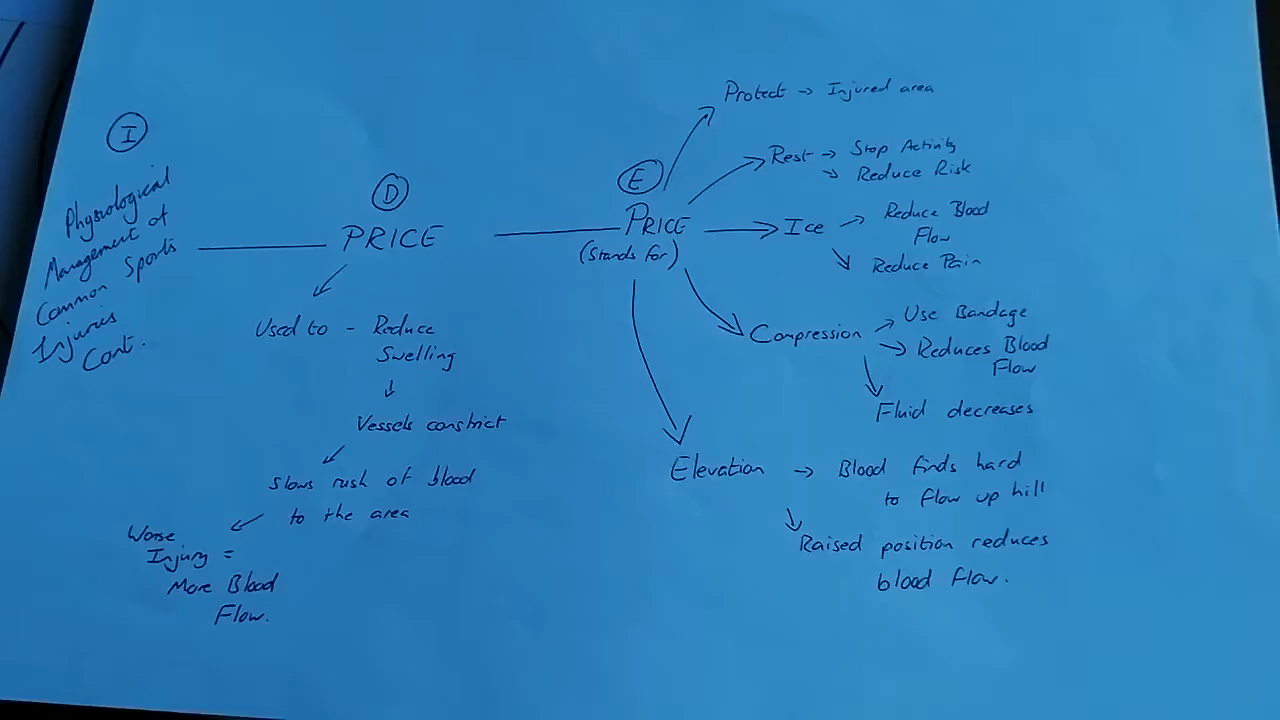 I
Physiological
Management of
Common Sports
Injuries
Cont.
D
PRICE
Used to - Reduce
Swelling
↓
Vessels constrict
Slows rush of blood
to the area
Worse
Injury =
More Blood
Flow.
E
PRICE
(Stands for)
Protect → Injured area
Rest → Stop Activity
→ Reduce Risk
Ice → Reduce Blood
Flow
Reduce Pain
Compression → Use Bandage
→ Reduces Blood
Flow
Fluid decreases
Elevation → Blood finds hard
to flow up hill
Raised position reduces
blood flow.